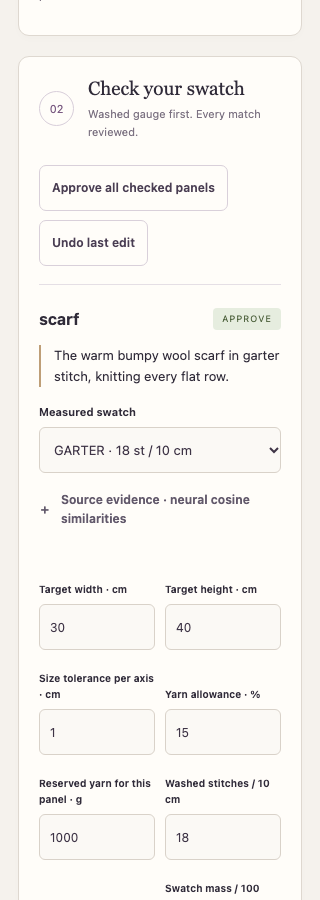 02
Check your swatch
Washed gauge first. Every match
reviewed.
Approve all checked panels
Undo last edit
scarf
APPROVE
The warm bumpy wool scarf in garter
stitch, knitting every flat row.
Measured swatch
GARTER · 18 st / 10 cm
+ Source evidence · neural cosine
similarities
Target width · cm
Target height · cm
30
40
Size tolerance per axis
· cm
Yarn allowance · %
1
15
Reserved yarn for this
panel · g
Washed stitches / 10
cm
1000
18
Swatch mass / 100